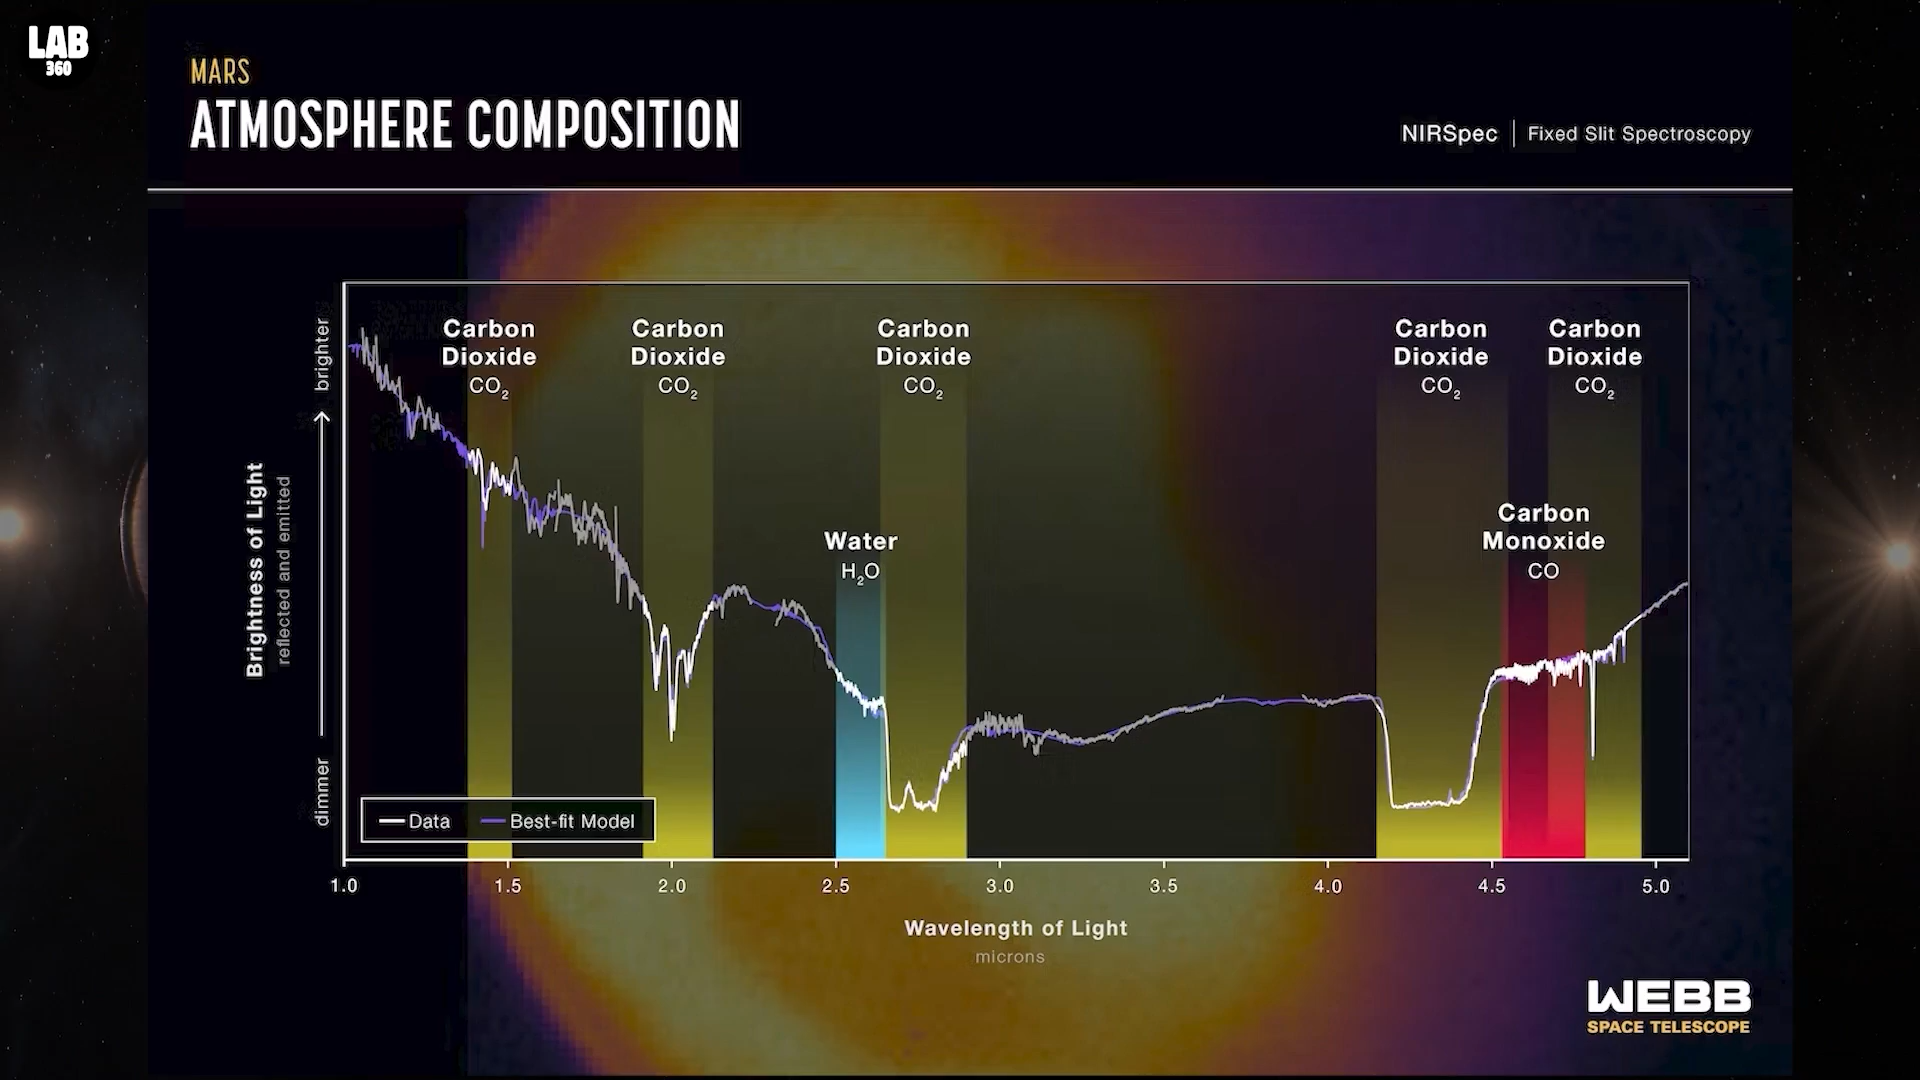 LAB
360
MARS
ATMOSPHERE COMPOSITION
NIRSpec | Fixed Slit Spectroscopy
Carbon
Dioxide
CO₂
Carbon
Dioxide
CO₂
Carbon
Dioxide
CO₂
Carbon
Dioxide
CO₂
Carbon
Dioxide
CO₂
Water
H₂O
Carbon
Monoxide
CO
brighter
dimmer
Brightness of Light
reflected and emitted
Data
Best-fit Model
1.0 1.5 2.0 2.5 3.0 3.5 4.0 4.5 5.0
Wavelength of Light
microns
WEBB
SPACE TELESCOPE